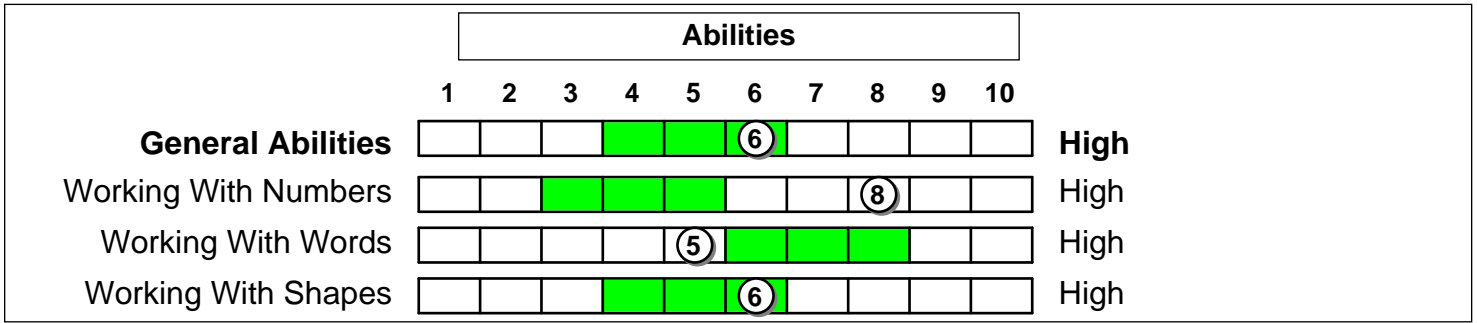 Abilities
1 2 3 4 5 6 7 8 9 10
General Abilities 6 High
Working With Numbers 8 High
Working With Words 5 High
Working With Shapes 6 High